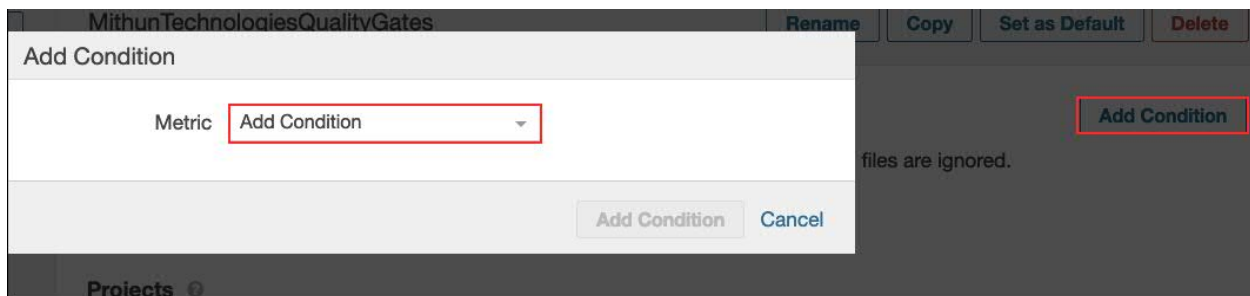 MithunTechnologiesQualityGates
Rename Copy Set as Default Delete
Add Condition
Metric Add Condition
Add Condition
files are ignored.
Add Condition Cancel
Projects